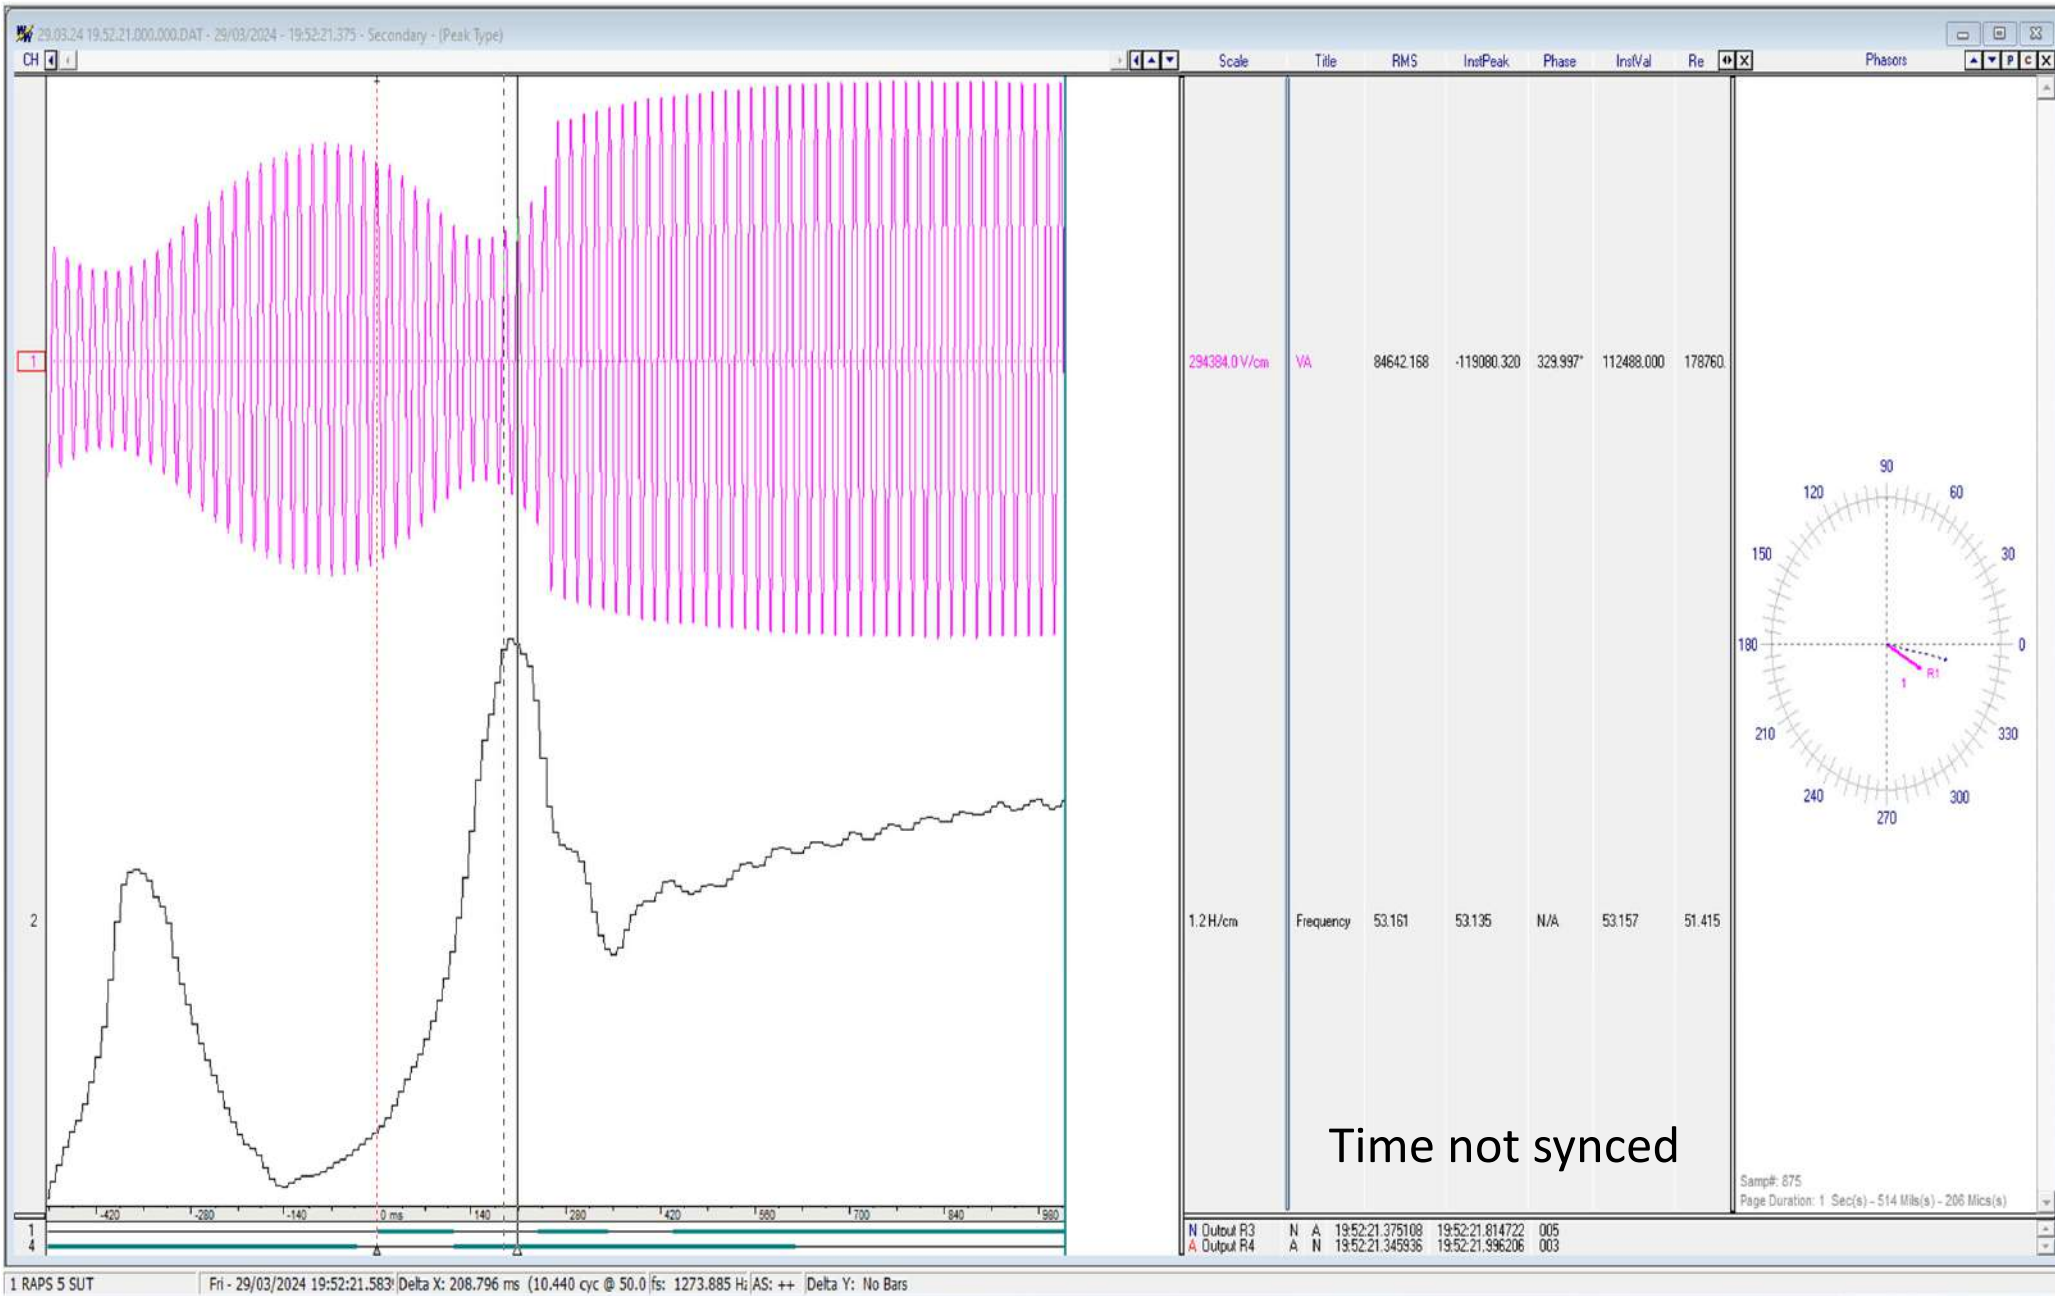 29.03.24 19.52.21.000.000.DAT - 29/03/2024 - 19:52:21.375 - Secondary - (Peak Type)
CH
Scale Title RMS InstPeak Phase InstVal Re Phasors P C X
1 294384.0 V/cm VA 84642.168 -119080.320 329.997° 112488.000 178760.
90
120 60
150 30
180 0
R1
1
210 330
240 300
270
2 1.2 H/cm Frequency 53.161 53.135 N/A 53.157 51.415
Time not synced
Samp#: 875
Page Duration: 1 Sec(s) - 514 Mils(s) - 206 Mics(s)
-420 -280 -140 0 ms 140 280 420 560 700 840 980
1 N Output R3 N A 19:52:21.375108 19:52:21.814722 005
4 A Output R4 A N 19:52:21.345936 19:52:21.996206 003
1 RAPS 5 SUT Fri - 29/03/2024 19:52:21.583 Delta X: 208.796 ms (10.440 cyc @ 50.0 fs: 1273.885 Hz AS: ++ Delta Y: No Bars